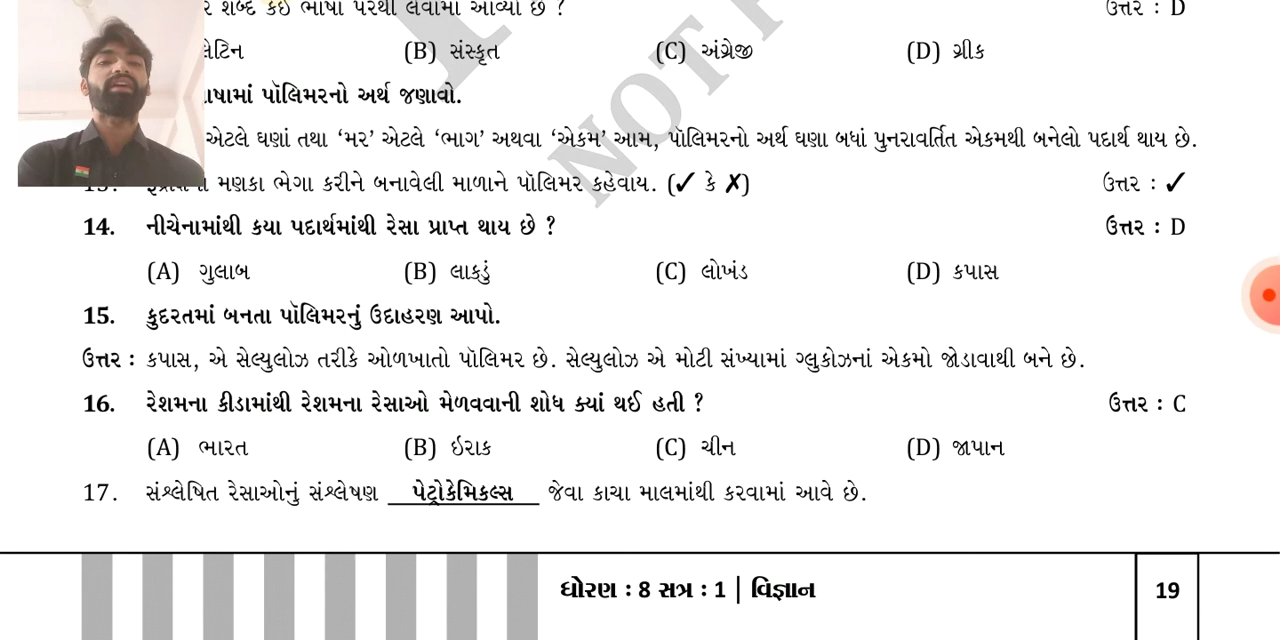 શબ્દ કઈ ભાષા પરથી લેવામાં આવ્યો છે ? ઉત્તર : D
લેટિન (B) સંસ્કૃત (C) અંગ્રેજી (D) ગ્રીક
પૉલિમરનો અર્થ જણાવો.
એટલે ઘણાં તથા ‘મર’ એટલે ‘ભાગ’ અથવા ‘એકમ’ આમ, પૉલિમરનો અર્થ ઘણા બધાં પુનરાવર્તિત એકમથી બનેલો પદાર્થ થાય છે.
મણકા ભેગા કરીને બનાવેલી માળાને પૉલિમર કહેવાય. (✓ કે ✗) ઉત્તર : ✓
14. નીચેનામાંથી કયા પદાર્થમાંથી રેસા પ્રાપ્ત થાય છે ? ઉત્તર : D
(A) ગુલાબ (B) લાકડું (C) લોખંડ (D) કપાસ
15. કુદરતમાં બનતા પૉલિમરનું ઉદાહરણ આપો.
ઉત્તર : કપાસ, એ સેલ્યુલોઝ તરીકે ઓળખાતો પૉલિમર છે. સેલ્યુલોઝ એ મોટી સંખ્યામાં ગ્લુકોઝનાં એકમો જોડાવાથી બને છે.
16. રેશમના કીડામાંથી રેશમના રેસાઓ મેળવવાની શોધ ક્યાં થઈ હતી ? ઉત્તર : C
(A) ભારત (B) ઇરાક (C) ચીન (D) જાપાન
17. સંશ્લેષિત રેસાઓનું સંશ્લેષણ પેટ્રોકેમિકલ્સ જેવા કાચા માલમાંથી કરવામાં આવે છે.
ધોરણ : 8 સત્ર : 1 | વિજ્ઞાન 19
NOT